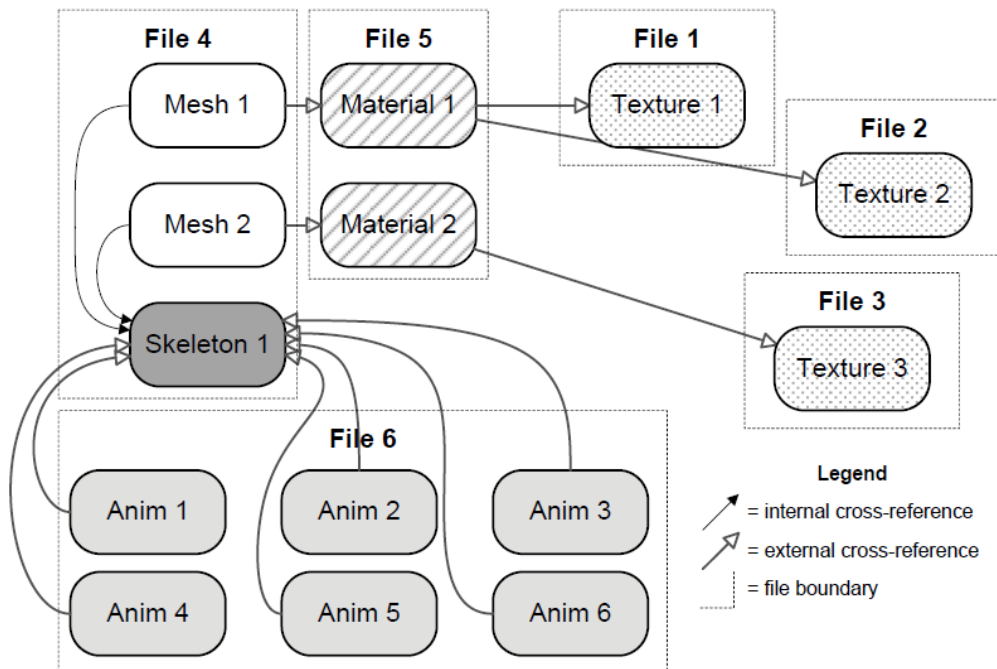 File 4
File 5
File 1
Mesh 1
Material 1
Texture 1
File 2
Texture 2
Mesh 2
Material 2
File 3
Skeleton 1
Texture 3
File 6
Anim 1
Anim 2
Anim 3
Anim 4
Anim 5
Anim 6
Legend
= internal cross-reference
= external cross-reference
= file boundary